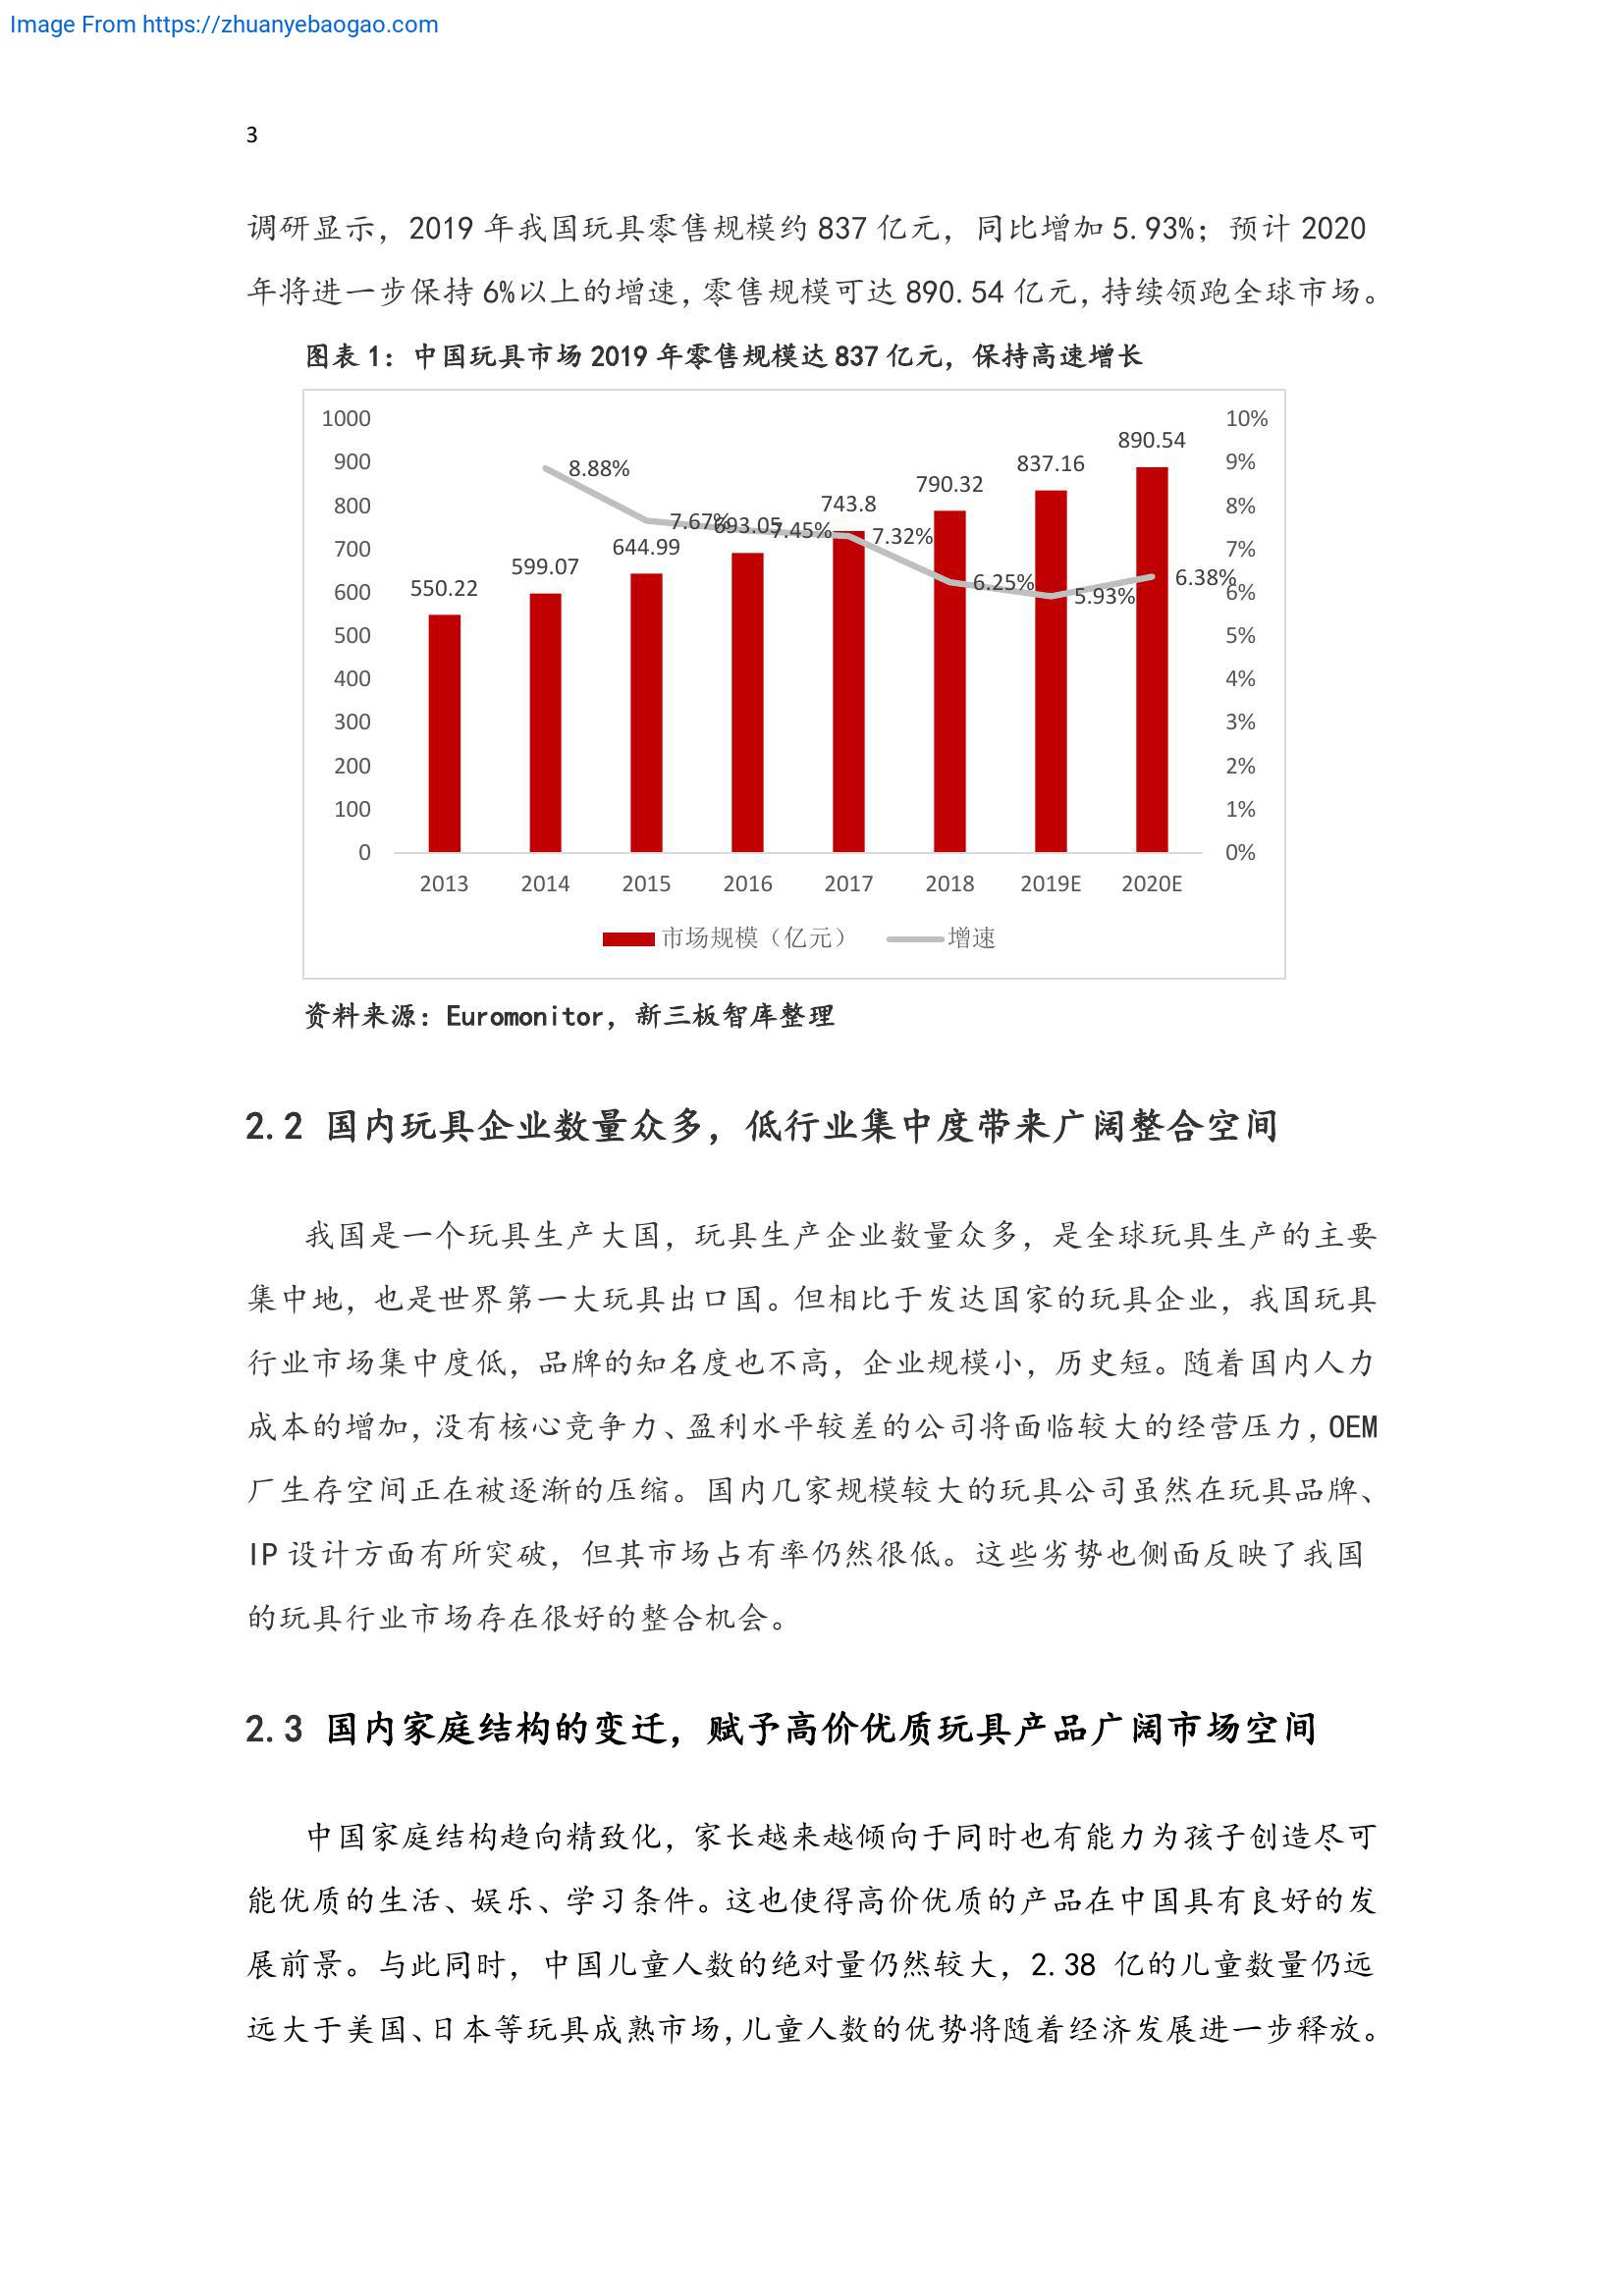 Image From https://zhuanyebaogao.com
3
调研显示，2019 年我国玩具零售规模约 837 亿元，同比增加 5.93%；预计 2020
年将进一步保持 6%以上的增速，零售规模可达 890.54 亿元，持续领跑全球市场。
图表 1：中国玩具市场 2019 年零售规模达 837 亿元，保持高速增长
1000
900
800
700
600
500
400
300
200
100
0
10%
9%
8%
7%
6%
5%
4%
3%
2%
1%
0%
550.22
599.07
644.99
693.05
743.8
790.32
837.16
890.54
8.88%
7.67%
7.45%
7.32%
6.25%
5.93%
6.38%
2013 2014 2015 2016 2017 2018 2019E 2020E
市场规模（亿元） 增速
资料来源：Euromonitor，新三板智库整理
2.2 国内玩具企业数量众多，低行业集中度带来广阔整合空间
我国是一个玩具生产大国，玩具生产企业数量众多，是全球玩具生产的主要
集中地，也是世界第一大玩具出口国。但相比于发达国家的玩具企业，我国玩具
行业市场集中度低，品牌的知名度也不高，企业规模小，历史短。随着国内人力
成本的增加，没有核心竞争力、盈利水平较差的公司将面临较大的经营压力，OEM
厂生存空间正在被逐渐的压缩。国内几家规模较大的玩具公司虽然在玩具品牌、
IP 设计方面有所突破，但其市场占有率仍然很低。这些劣势也侧面反映了我国
的玩具行业市场存在很好的整合机会。
2.3 国内家庭结构的变迁，赋予高价优质玩具产品广阔市场空间
中国家庭结构趋向精致化，家长越来越倾向于同时也有能力为孩子创造尽可
能优质的生活、娱乐、学习条件。这也使得高价优质的产品在中国具有良好的发
展前景。与此同时，中国儿童人数的绝对量仍然较大，2.38 亿的儿童数量仍远
远大于美国、日本等玩具成熟市场，儿童人数的优势将随着经济发展进一步释放。